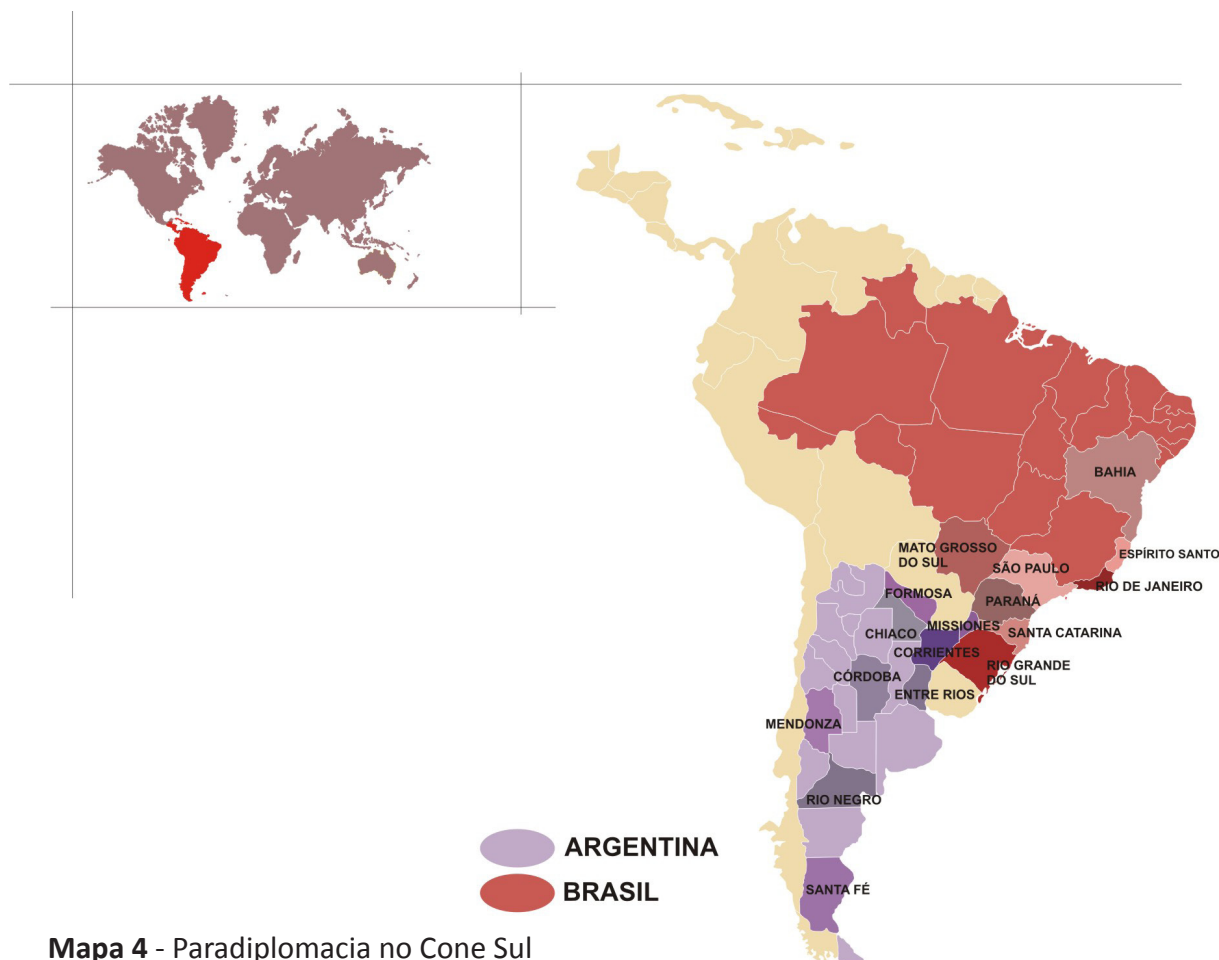 BAHIA
ESPÍRITO SANTO
MATO GROSSO
DO SUL
SÃO PAULO
RIO DE JANEIRO
FORMOSA
PARANÁ
CHIACO
MISSIONES
SANTA CATARINA
CORRIENTES
RIO GRANDE
DO SUL
CÓRDOBA
ENTRE RIOS
MENDONZA
RIO NEGRO
ARGENTINA
BRASIL
SANTA FÉ
Mapa 4 - Paradiplomacia no Cone Sul